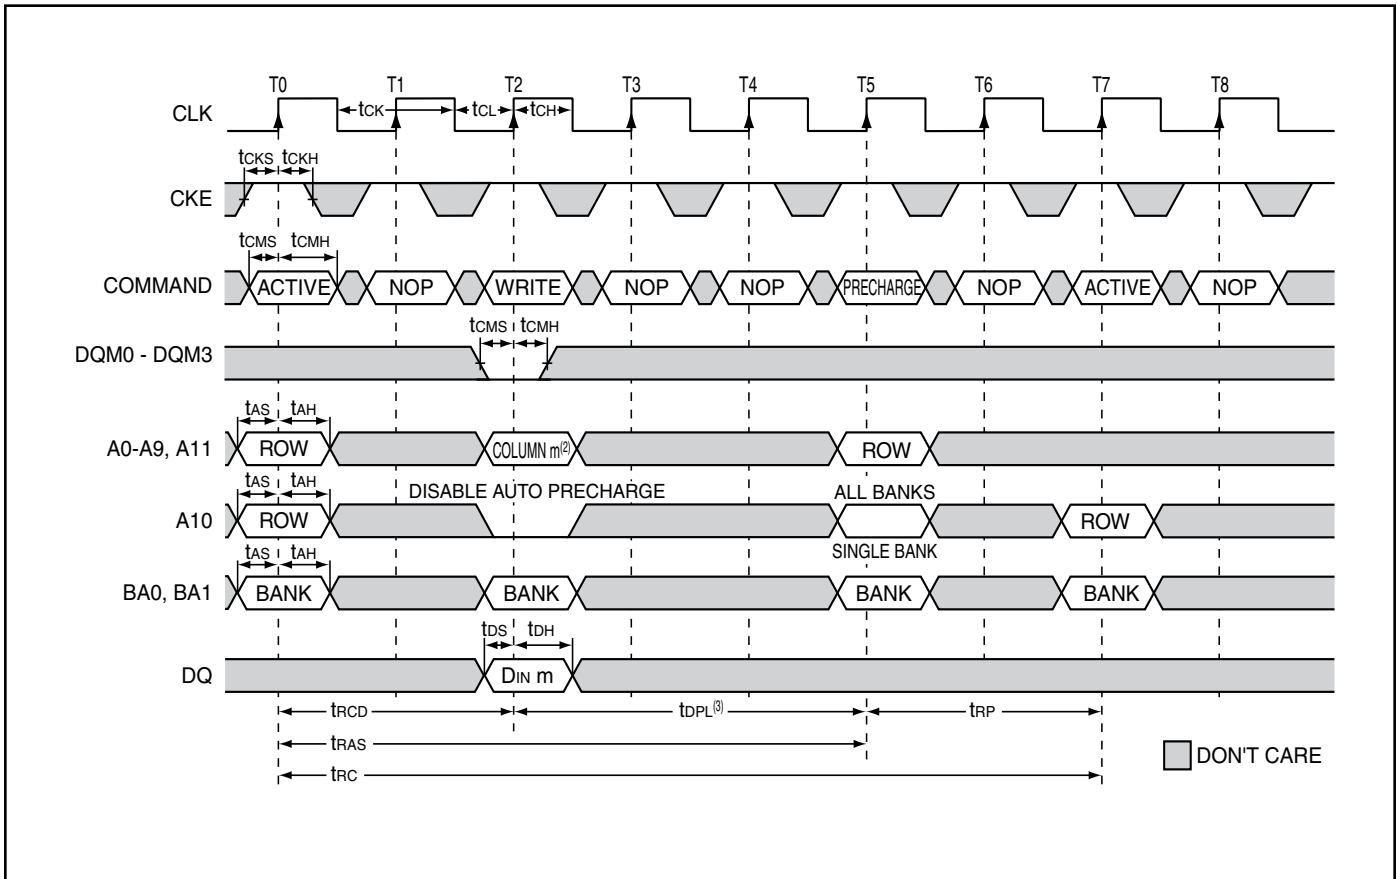 T0 T1 T2 T3 T4 T5 T6 T7 T8
CLK tCK tCL tCH
tCKS tCKH
CKE
tCMS tCMH
COMMAND ACTIVE NOP WRITE NOP NOP PRECHARGE NOP ACTIVE NOP
tCMS tCMH
DQM0 - DQM3
tAS tAH
A0-A9, A11 ROW COLUMN m(2) ROW
tAS tAH DISABLE AUTO PRECHARGE ALL BANKS
A10 ROW ROW
tAS tAH SINGLE BANK
BA0, BA1 BANK BANK BANK BANK
tDS tDH
DQ DIN m
tRCD tDPL(3) tRP
tRAS
DON'T CARE
tRC